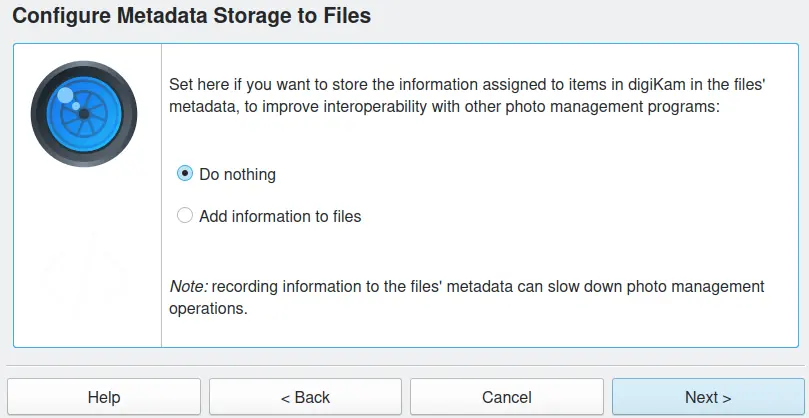 Configure Metadata Storage to Files
Set here if you want to store the information assigned to items in digiKam in the files'
metadata, to improve interoperability with other photo management programs:
Do nothing
Add information to files
Note: recording information to the files' metadata can slow down photo management
operations.
Help
< Back
Cancel
Next >